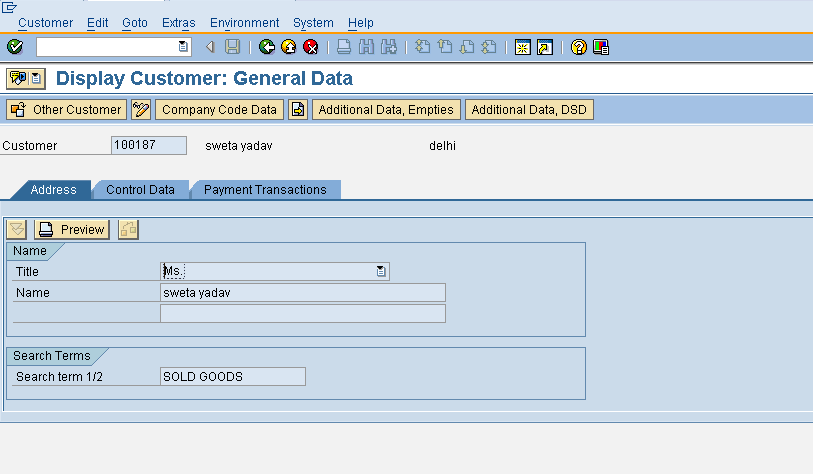 Customer Edit Goto Extras Environment System Help
Display Customer: General Data
Other Customer Company Code Data Additional Data, Empties Additional Data, DSD
Customer 100187 sweta yadav delhi
Address Control Data Payment Transactions
Preview
Name
Title Ms.
Name sweta yadav
Search Terms
Search term 1/2 SOLD GOODS